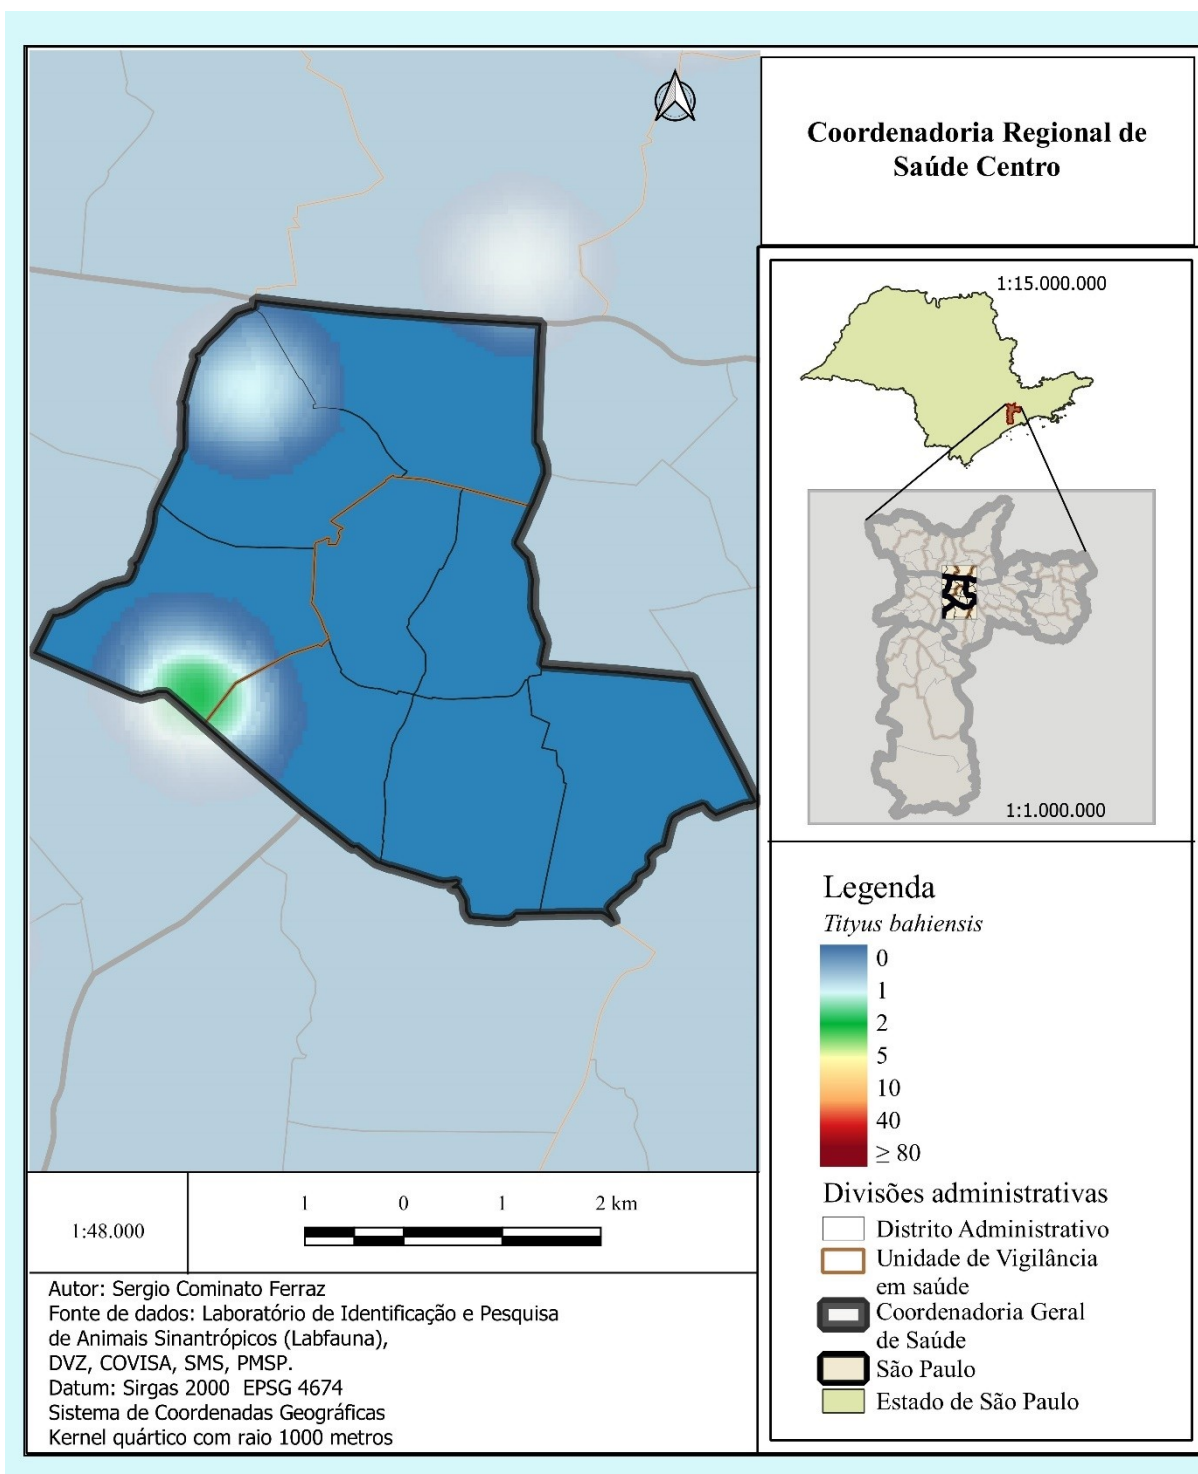 Coordenadoria Regional de
Saúde Centro
1:15.000.000
1:1.000.000
Legenda
Tityus bahiensis
0
1
2
5
10
40
≥ 80
Divisões administrativas
Distrito Administrativo
Unidade de Vigilância
em saúde
Coordenadoria Geral
de Saúde
São Paulo
Estado de São Paulo
1:48.000
1 0 1 2 km
Autor: Sergio Cominato Ferraz
Fonte de dados: Laboratório de Identificação e Pesquisa
de Animais Sinantrópicos (Labfauna),
DVZ, COVISA, SMS, PMSP.
Datum: Sirgas 2000 EPSG 4674
Sistema de Coordenadas Geográficas
Kernel quártico com raio 1000 metros